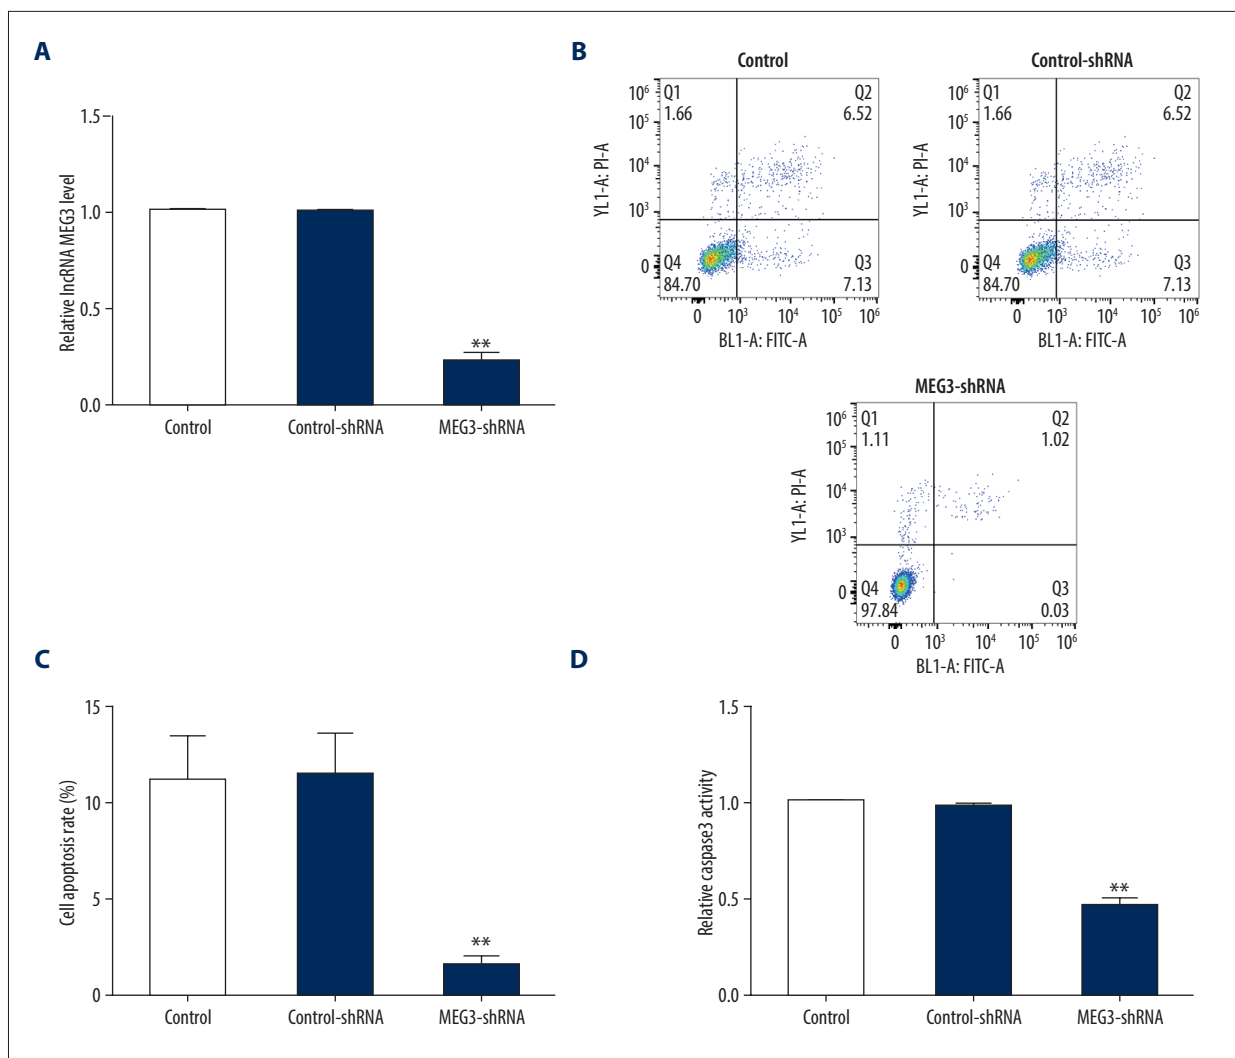 A
Relative lncRNA MEG3 level
1.5
1.0
0.5
0.0
**
Control
Control-shRNA
MEG3-shRNA
B
Control
YL1-A: PI-A
10⁶
10⁵
10⁴
10³
0
Q1
1.66
Q2
6.52
Q4
84.70
Q3
7.13
0 10³ 10⁴ 10⁵ 10⁶
BL1-A: FITC-A
Control-shRNA
YL1-A: PI-A
10⁶
10⁵
10⁴
10³
0
Q1
1.66
Q2
6.52
Q4
84.70
Q3
7.13
0 10³ 10⁴ 10⁵ 10⁶
BL1-A: FITC-A
MEG3-shRNA
YL1-A: PI-A
10⁶
10⁵
10⁴
10³
0
Q1
1.11
Q2
1.02
Q4
97.84
Q3
0.03
0 10³ 10⁴ 10⁵ 10⁶
BL1-A: FITC-A
C
Cell apoptosis rate (%)
15
10
5
0
**
Control
Control-shRNA
MEG3-shRNA
D
Relative caspase3 activity
1.5
1.0
0.5
0.0
**
Control
Control-shRNA
MEG3-shRNA